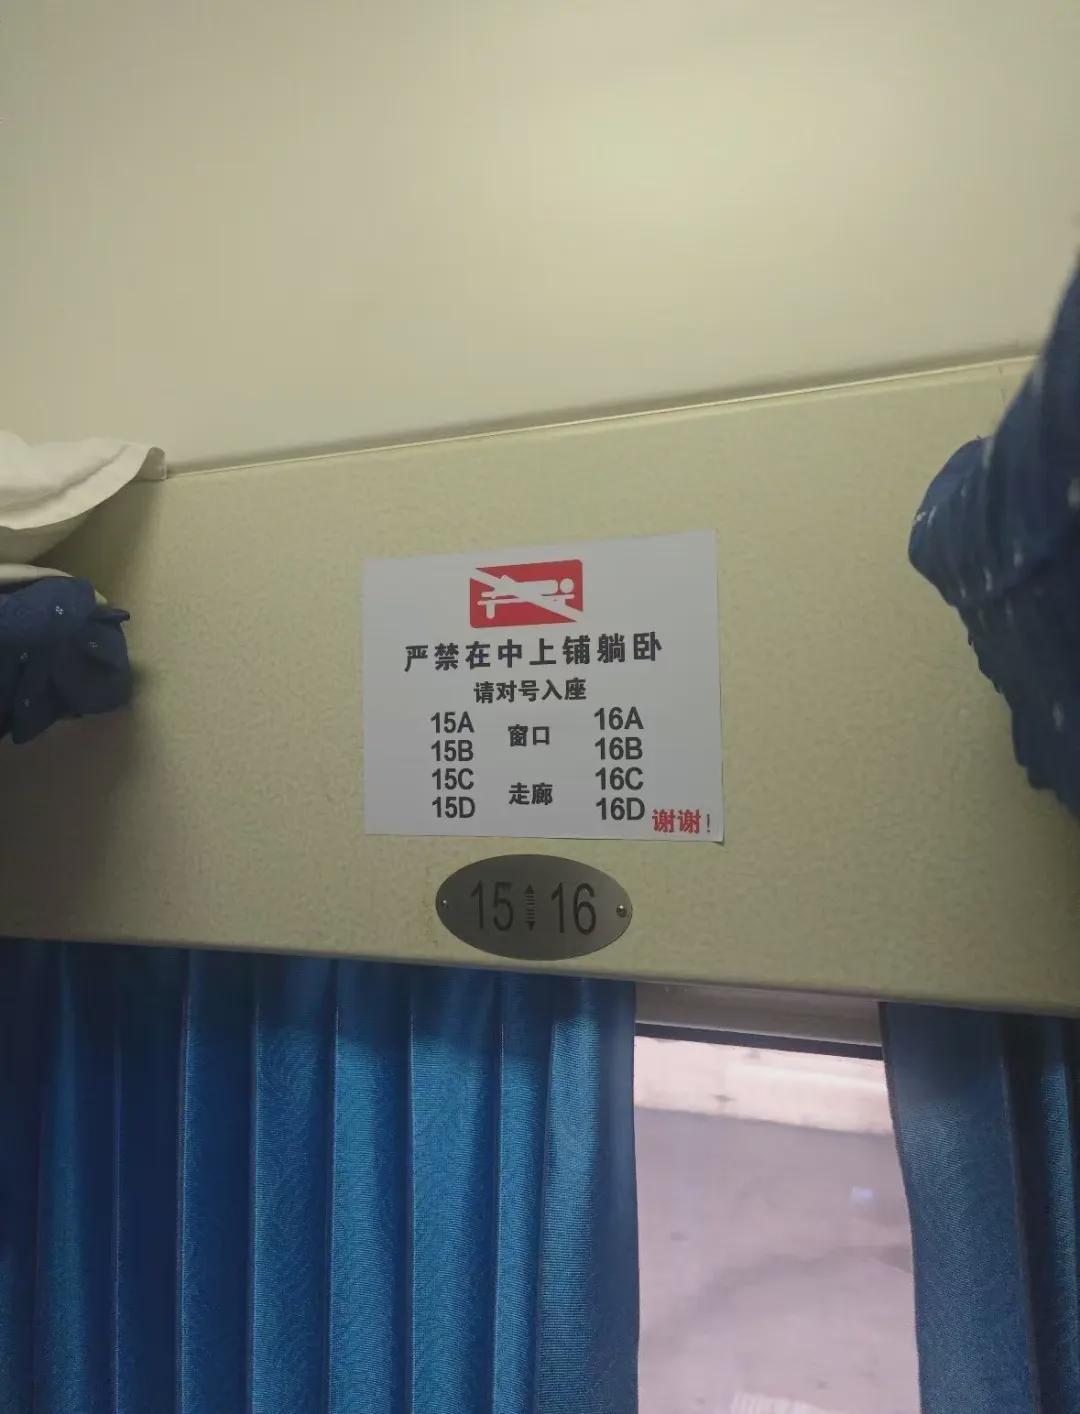 严禁在中上铺躺卧
请对号入座
15A 窗口 16A
15B 16B
15C 走廊 16C
15D 16D
谢谢!
15 16